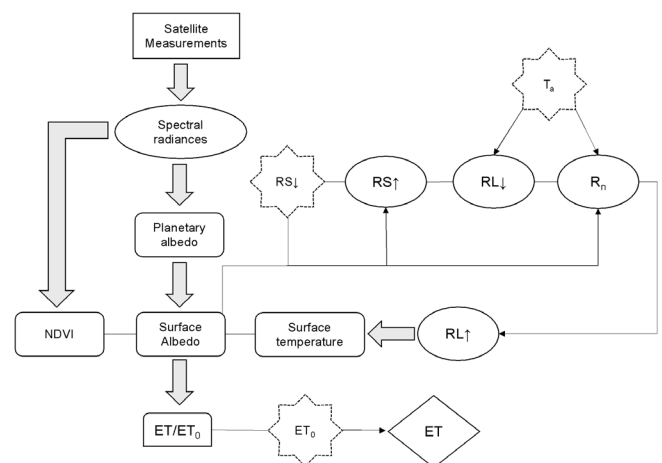 Satellite
Measurements
Spectral
radiances
Tₐ
RS↓
RS↑
RL↓
Rₙ
Planetary
albedo
NDVI
Surface
Albedo
Surface
temperature
RL↑
ET/ET₀
ET₀
ET